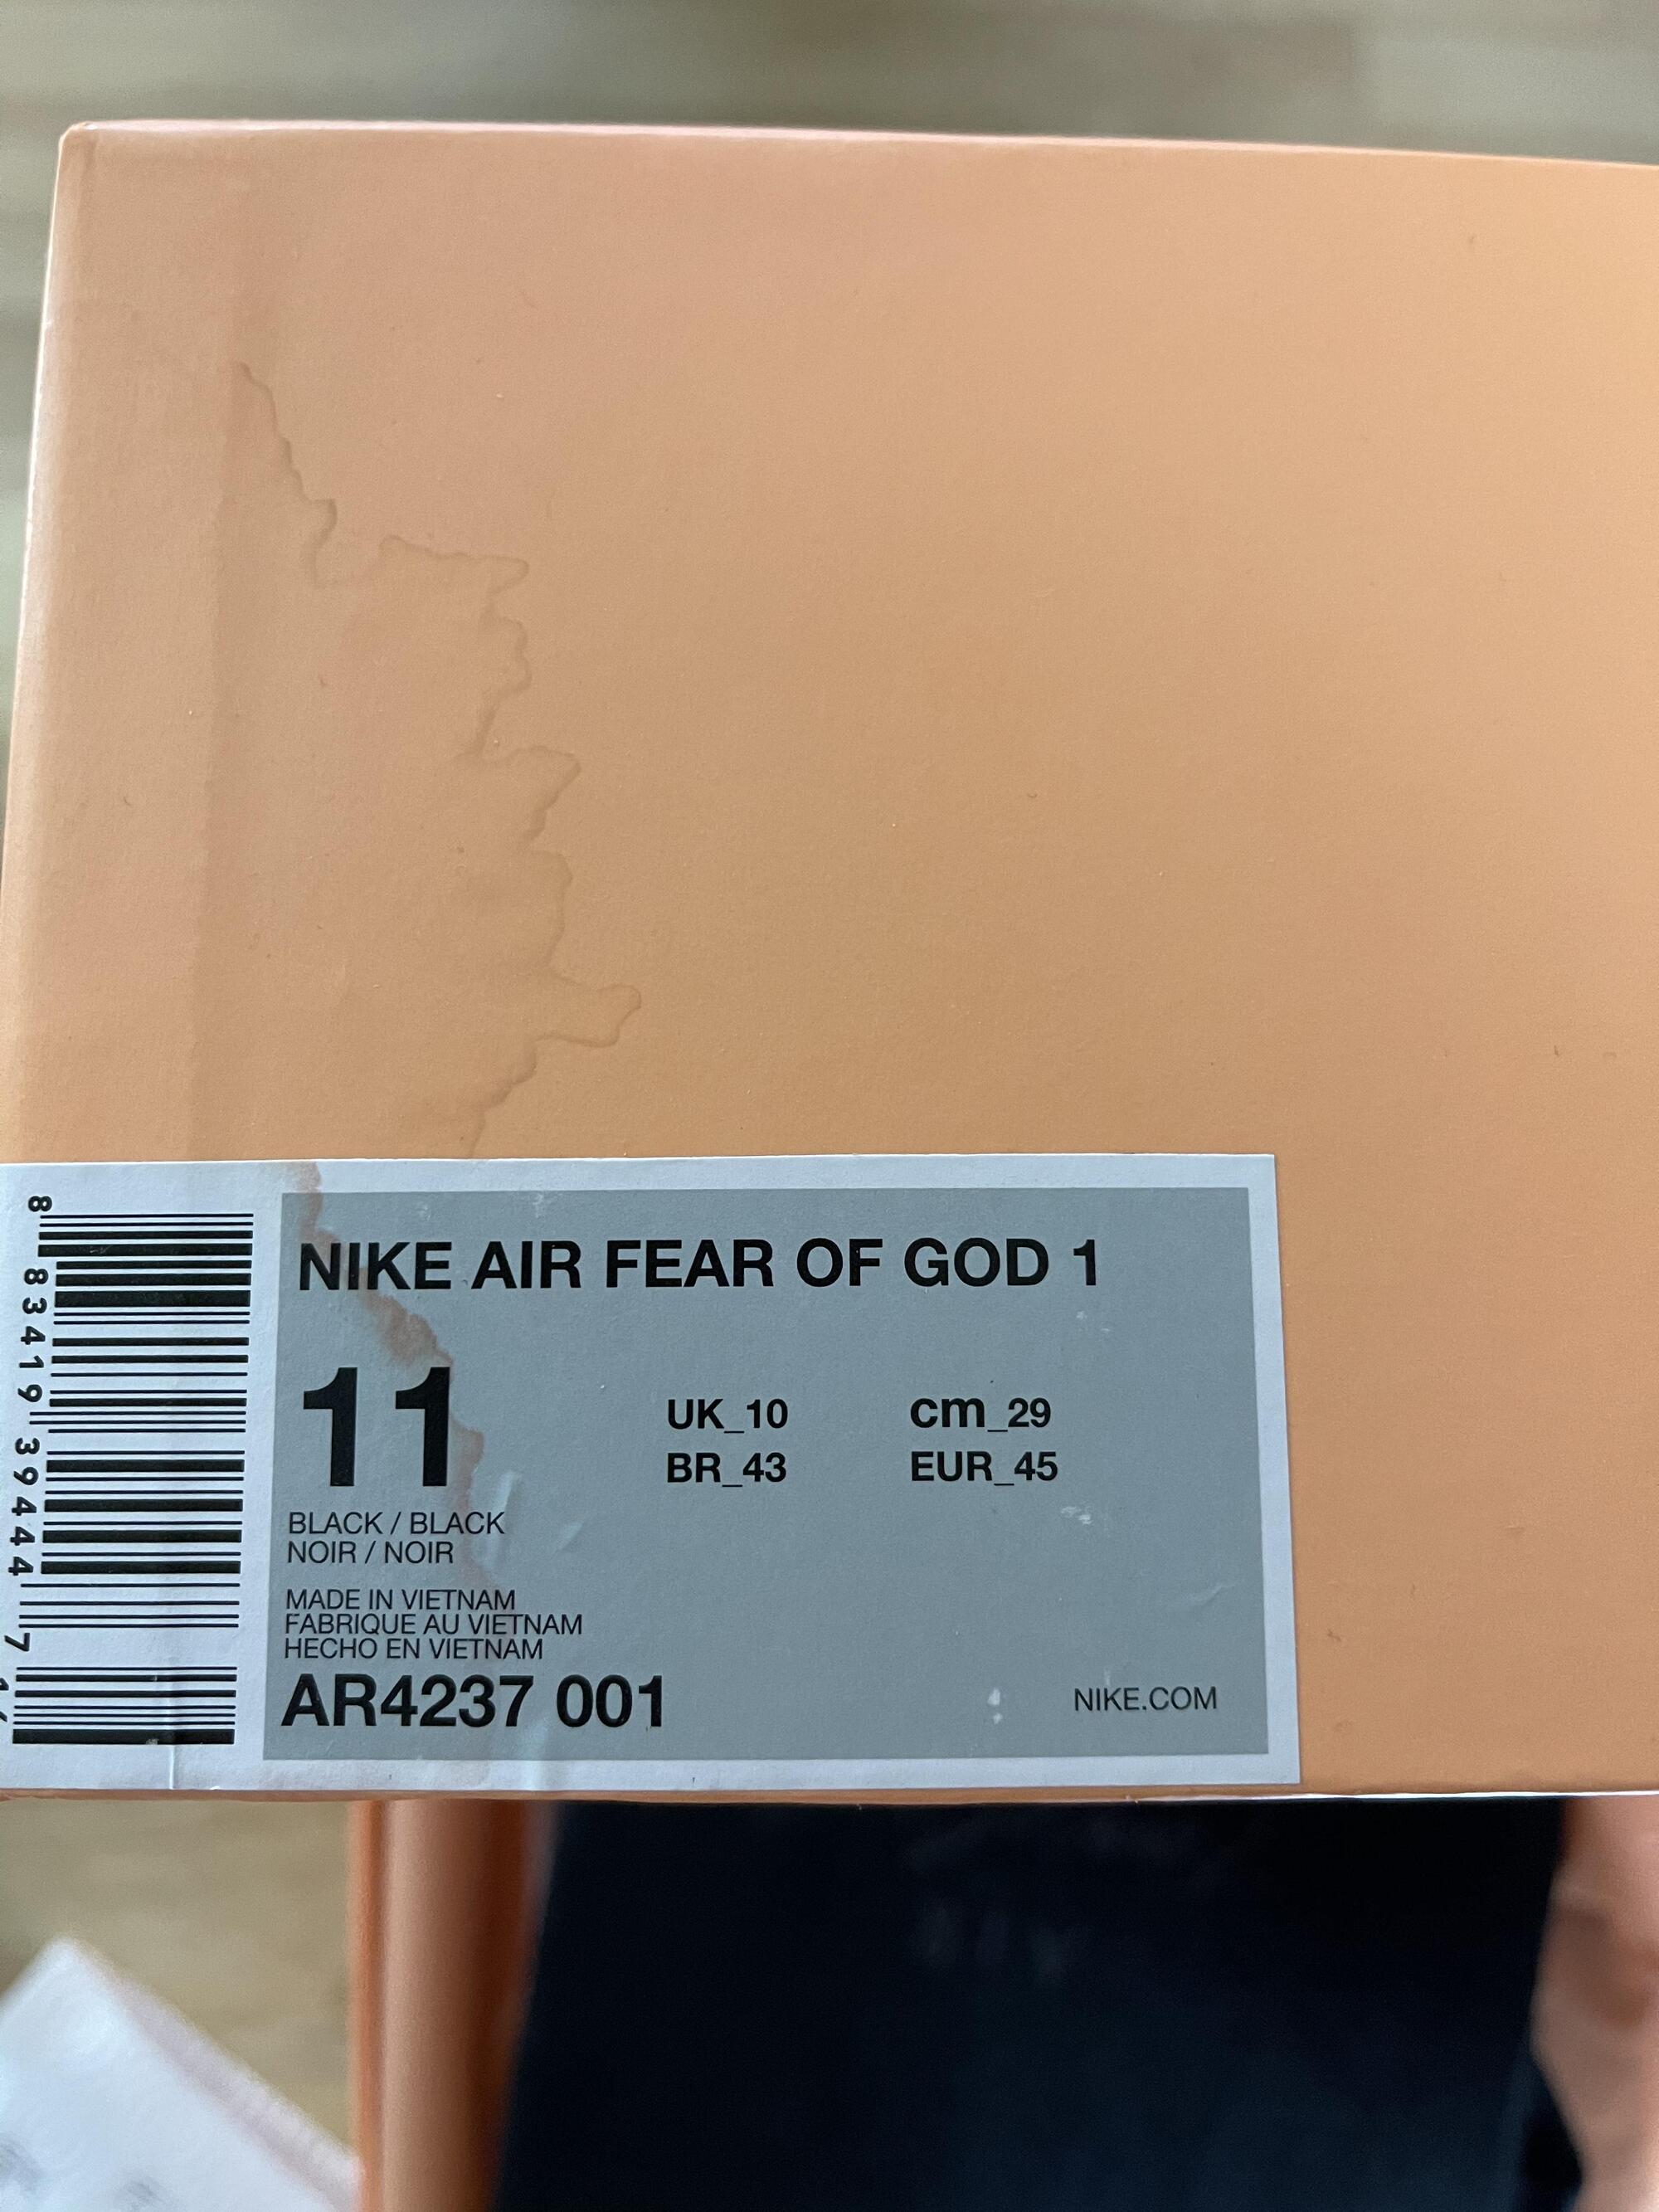 NIKE AIR FEAR OF GOD 1
11
UK_10 cm_29
BR_43 EUR_45
BLACK / BLACK
NOIR / NOIR
MADE IN VIETNAM
FABRIQUE AU VIETNAM
HECHO EN VIETNAM
AR4237 001
NIKE.COM
8 83419 39444 7